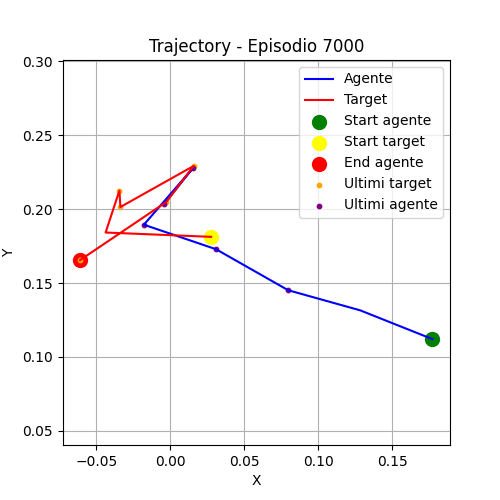 Trajectory - Episodio 7000
Agente
Target
Start agente
Start target
End agente
Ultimi target
Ultimi agente
0.30
0.25
0.20
0.15
0.10
0.05
Y
−0.05
0.00
0.05
0.10
0.15
X